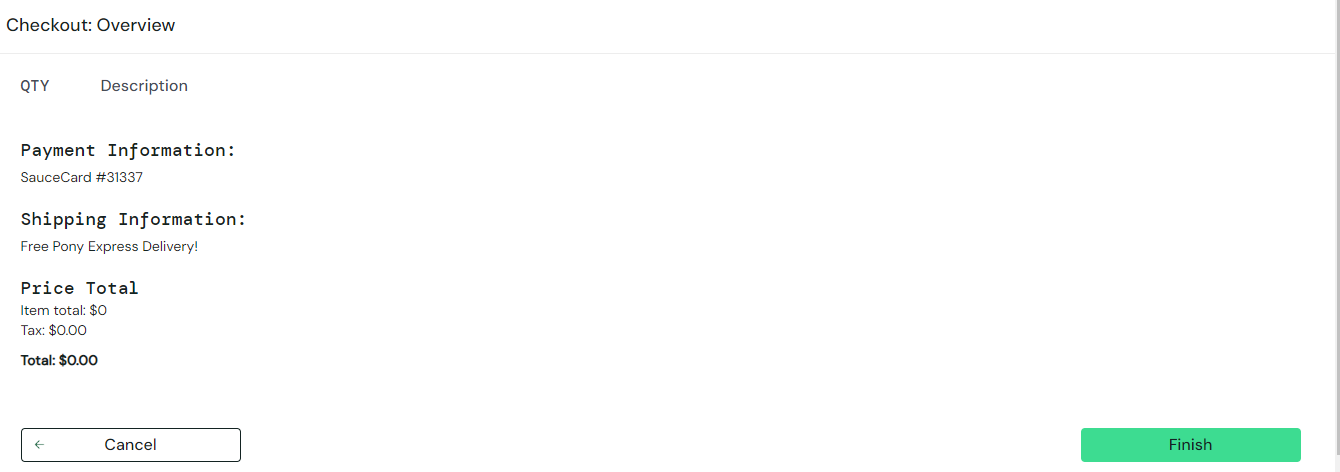 Checkout: Overview
QTY Description
Payment Information:
SauceCard #31337
Shipping Information:
Free Pony Express Delivery!
Price Total
Item total: $0
Tax: $0.00
Total: $0.00
Cancel Finish